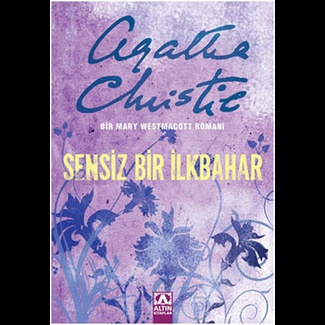 Agatha
Christie
BİR MARY WESTMACOTT ROMANI
SENSİZ BİR İLKBAHAR
ALTIN
KİTAPLAR